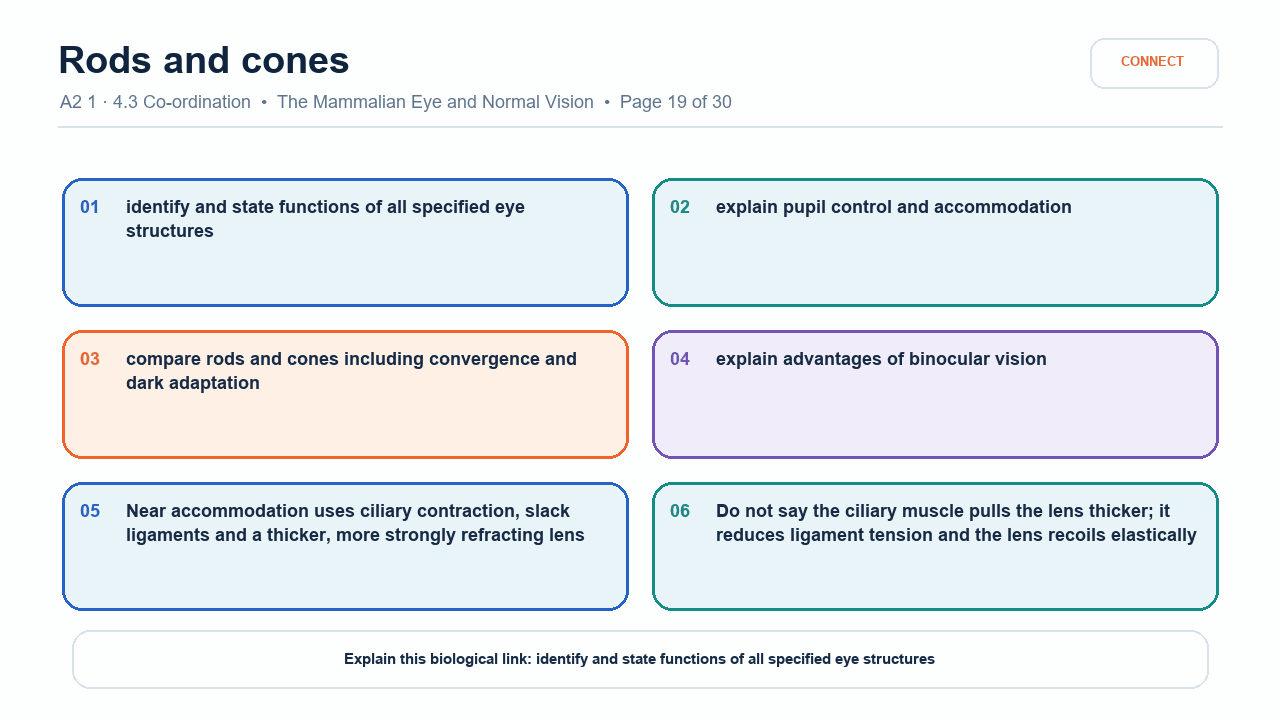 Rods and cones
CONNECT
A2 1 · 4.3 Co-ordination • The Mammalian Eye and Normal Vision • Page 19 of 30
01 identify and state functions of all specified eye
structures
02 explain pupil control and accommodation
03 compare rods and cones including convergence and
dark adaptation
04 explain advantages of binocular vision
05 Near accommodation uses ciliary contraction, slack
ligaments and a thicker, more strongly refracting lens
06 Do not say the ciliary muscle pulls the lens thicker; it
reduces ligament tension and the lens recoils elastically
Explain this biological link: identify and state functions of all specified eye structures